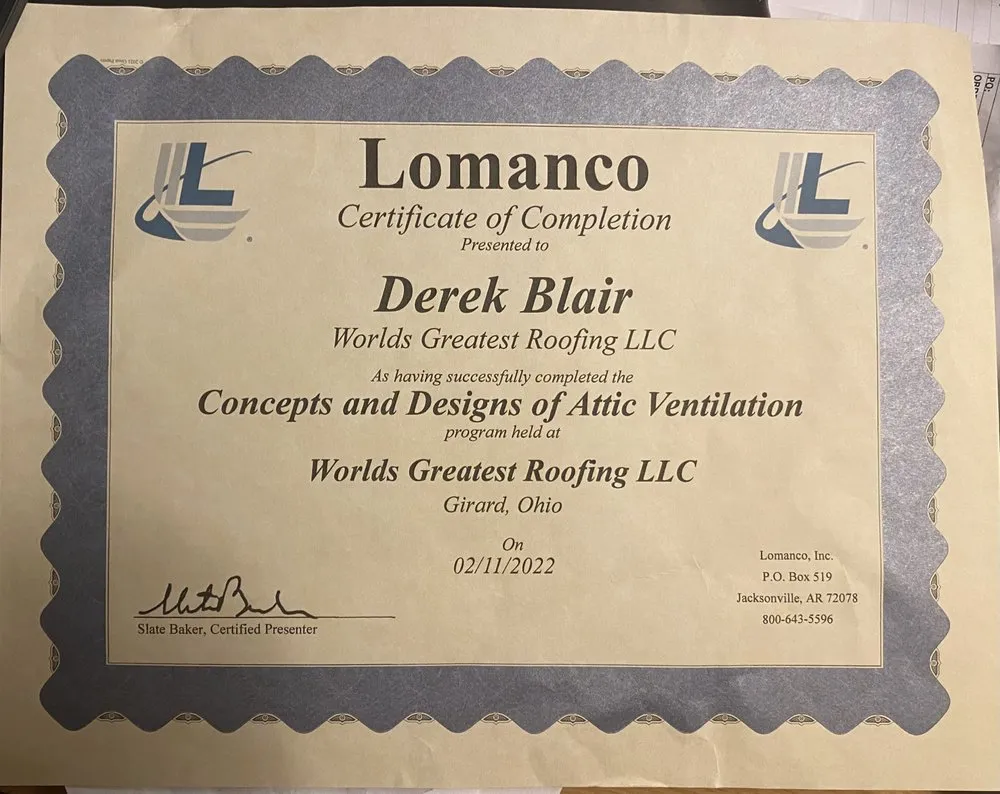 Lomanco
Certificate of Completion
Presented to
Derek Blair
Worlds Greatest Roofing LLC
As having successfully completed the
Concepts and Designs of Attic Ventilation
program held at
Worlds Greatest Roofing LLC
Girard, Ohio
On
02/11/2022
Slate Baker, Certified Presenter
Lomanco, Inc.
P.O. Box 519
Jacksonville, AR 72078
800-643-5596
PO: